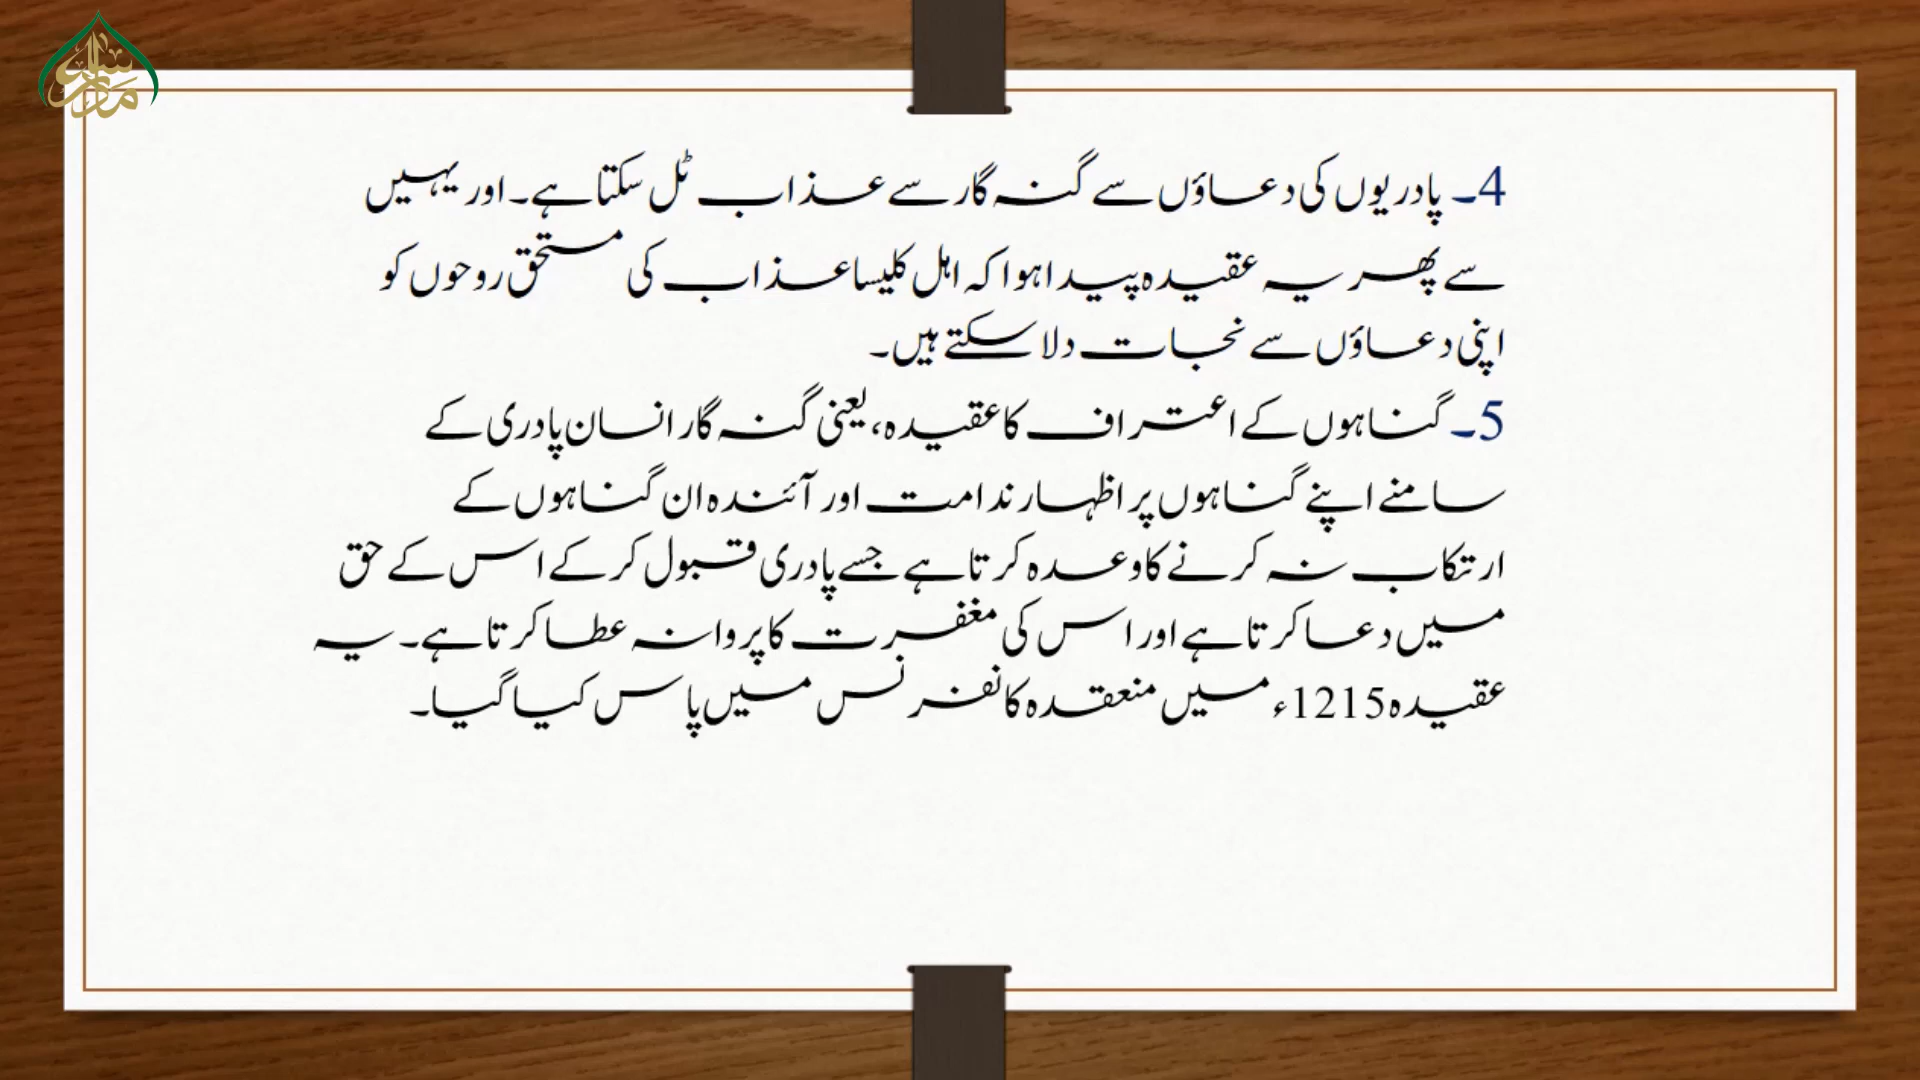 4۔ پادریوں کی دعاؤں سے گنہ گار سے عذاب ٹل سکتا ہے۔ اور یہیں
سے پھر یہ عقیدہ پیدا ہوا کہ اہل کلیسا عذاب کی مستحق روحوں کو
اپنی دعاؤں سے نجات دلا سکتے ہیں۔
5۔ گناہوں کے اعتراف کا عقیدہ، یعنی گنہ گار انسان پادری کے
سامنے اپنے گناہوں پر اظہار ندامت اور آئندہ ان گناہوں کے
ارتکاب نہ کرنے کا وعدہ کرتا ہے جسے پادری قبول کر کے اس کے حق
میں دعا کرتا ہے اور اس کی مغفرت کا پروانہ عطا کرتا ہے۔ یہ
عقیدہ 1215ء میں منعقدہ کانفرنس میں پاس کیا گیا۔